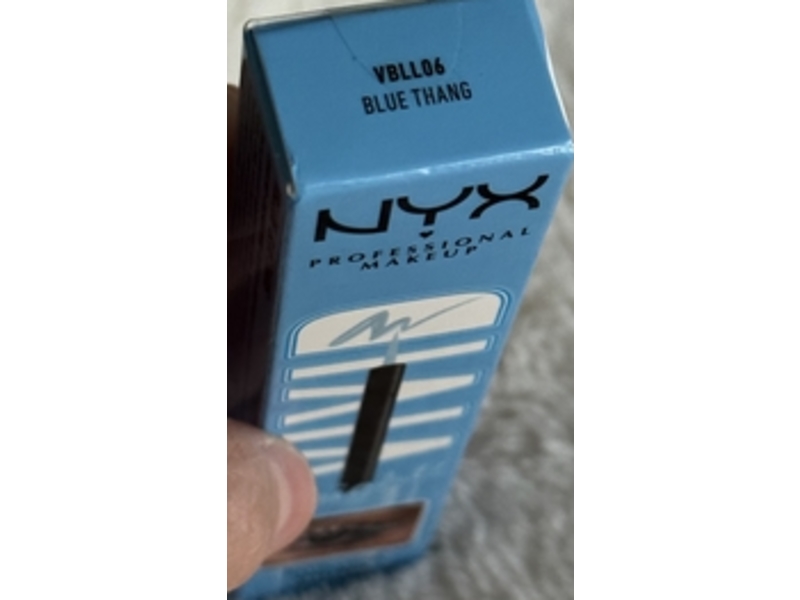 VBLL06
BLUE THANG
NYX
PROFESSIONAL
MAKEUP